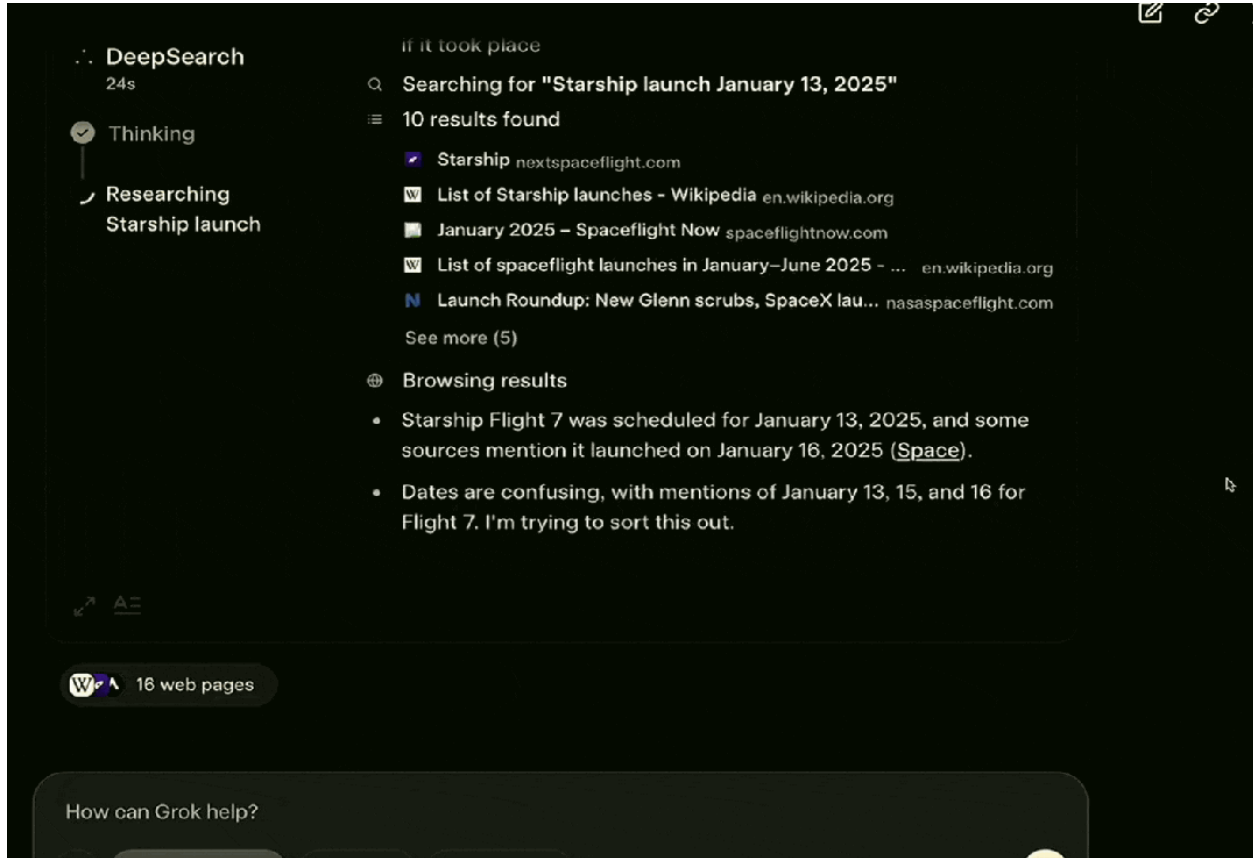 DeepSearch
24s
Thinking
Researching
Starship launch
if it took place
Searching for "Starship launch January 13, 2025"
10 results found
Starship nextspaceflight.com
W List of Starship launches - Wikipedia en.wikipedia.org
January 2025 – Spaceflight Now spaceflightnow.com
W List of spaceflight launches in January–June 2025 - ... en.wikipedia.org
N Launch Roundup: New Glenn scrubs, SpaceX lau... nasaspaceflight.com
See more (5)
Browsing results
• Starship Flight 7 was scheduled for January 13, 2025, and some
sources mention it launched on January 16, 2025 (Space).
• Dates are confusing, with mentions of January 13, 15, and 16 for
Flight 7. I'm trying to sort this out.
A
W 16 web pages
How can Grok help?